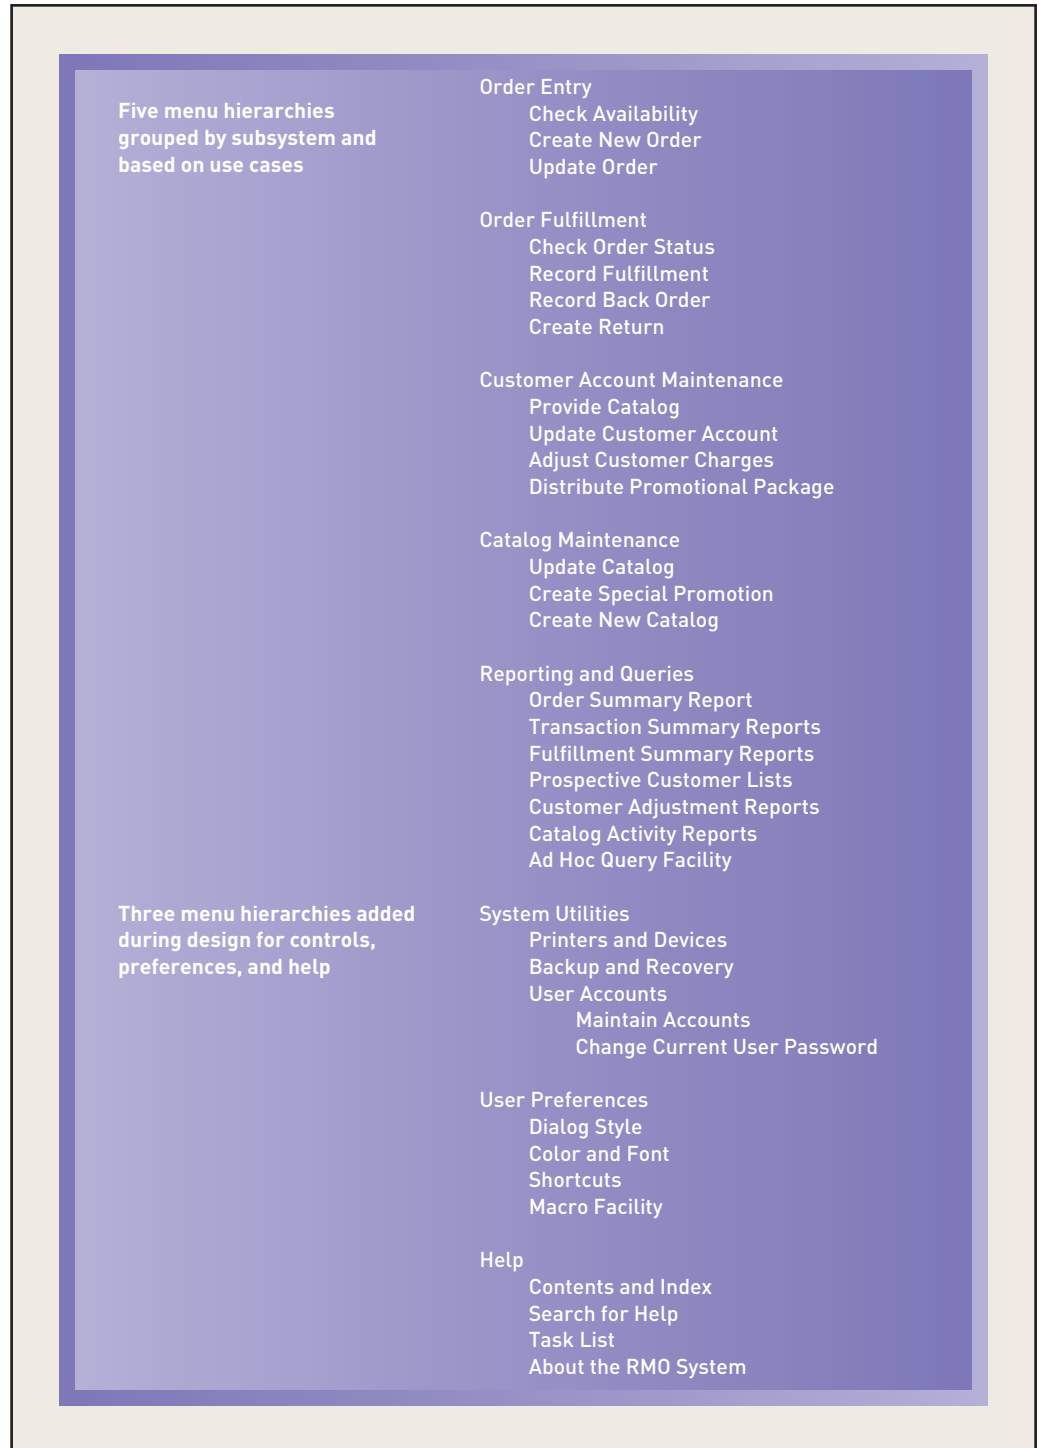 Five menu hierarchies
grouped by subsystem and
based on use cases
Order Entry
Check Availability
Create New Order
Update Order
Order Fulfillment
Check Order Status
Record Fulfillment
Record Back Order
Create Return
Customer Account Maintenance
Provide Catalog
Update Customer Account
Adjust Customer Charges
Distribute Promotional Package
Catalog Maintenance
Update Catalog
Create Special Promotion
Create New Catalog
Reporting and Queries
Order Summary Report
Transaction Summary Reports
Fulfillment Summary Reports
Prospective Customer Lists
Customer Adjustment Reports
Catalog Activity Reports
Ad Hoc Query Facility
Three menu hierarchies added
during design for controls,
preferences, and help
System Utilities
Printers and Devices
Backup and Recovery
User Accounts
Maintain Accounts
Change Current User Password
User Preferences
Dialog Style
Color and Font
Shortcuts
Macro Facility
Help
Contents and Index
Search for Help
Task List
About the RMO System